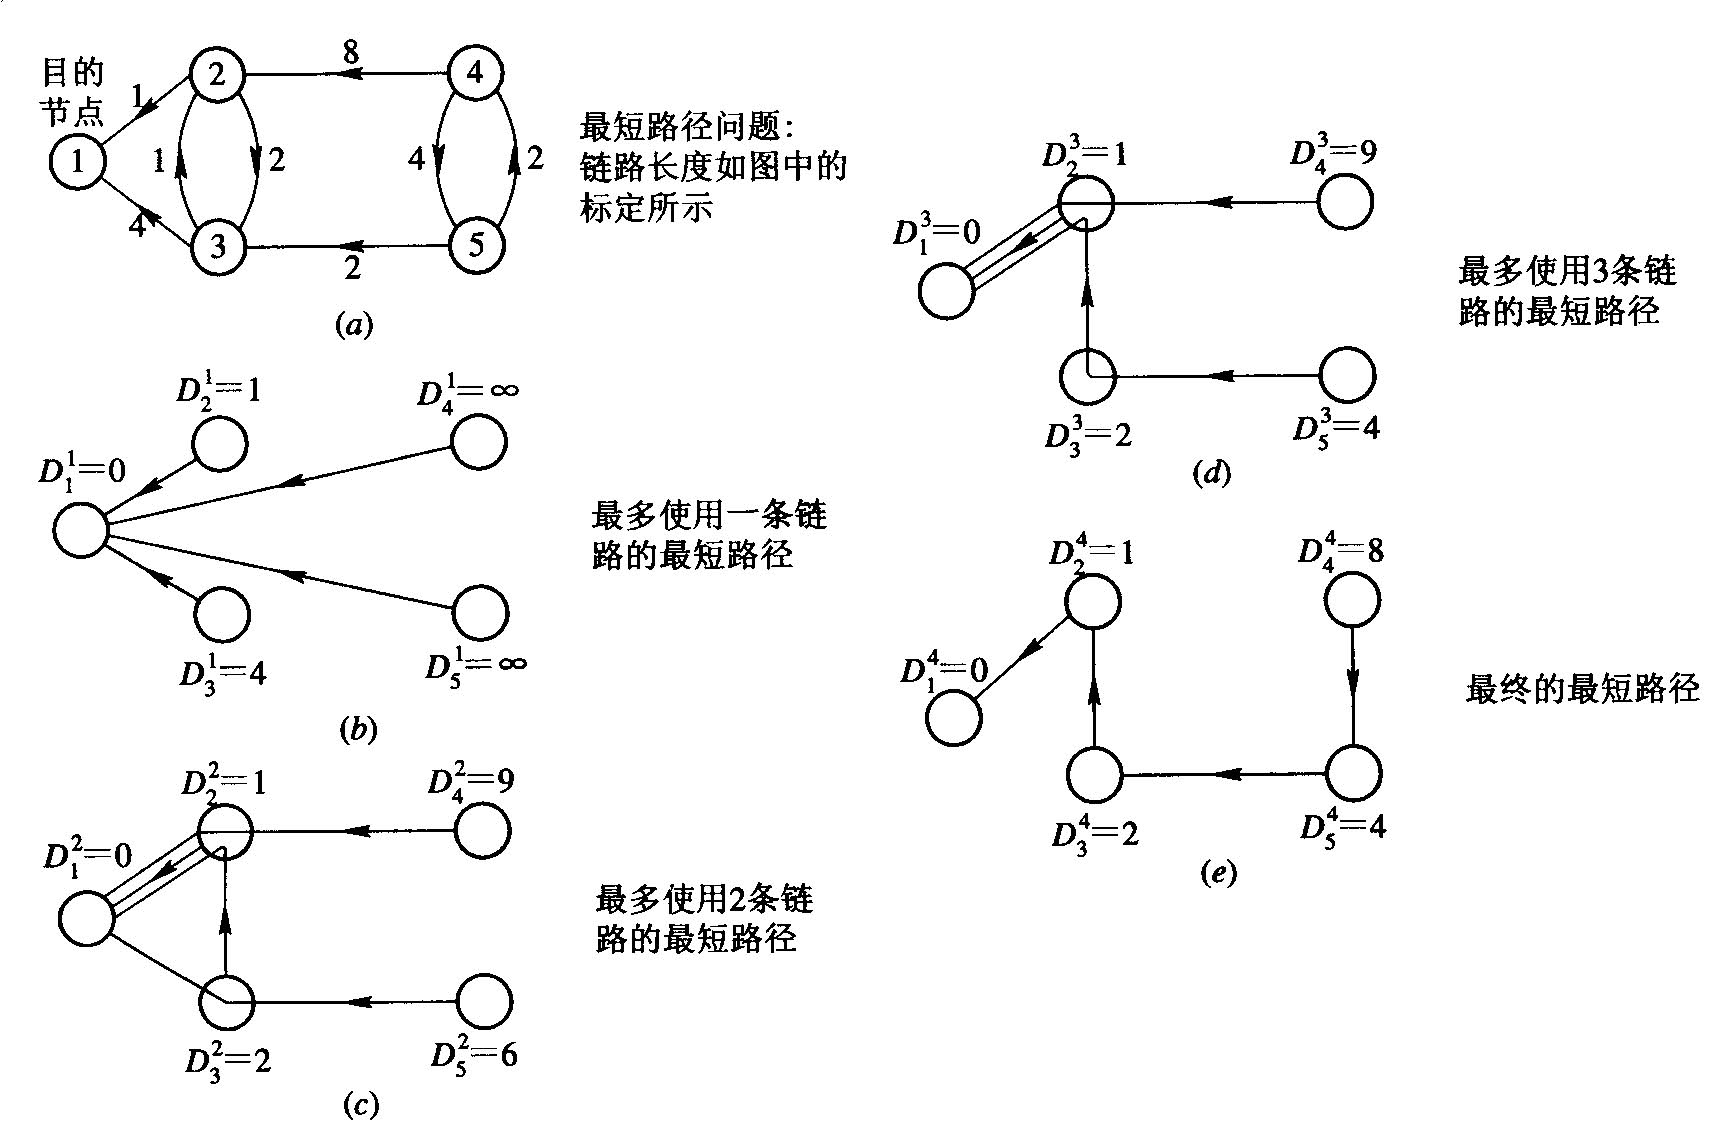 目的
节点
1
2
3
4
5
1
4
1
2
8
4
2
2
最短路径问题:
链路长度如图中的
标定所示
(a)
D₂¹=1
D₄¹=∞
D₁¹=0
D₃¹=4
D₅¹=∞
最多使用一条链
路的最短路径
(b)
D₂²=1
D₄²=9
D₁²=0
D₃²=2
D₅²=6
最多使用2条链
路的最短路径
(c)
D₂³=1
D₄³=9
D₁³=0
D₃³=2
D₅³=4
最多使用3条链
路的最短路径
(d)
D₂⁴=1
D₄⁴=8
D₁⁴=0
D₃⁴=2
D₅⁴=4
最终的最短路径
(e)